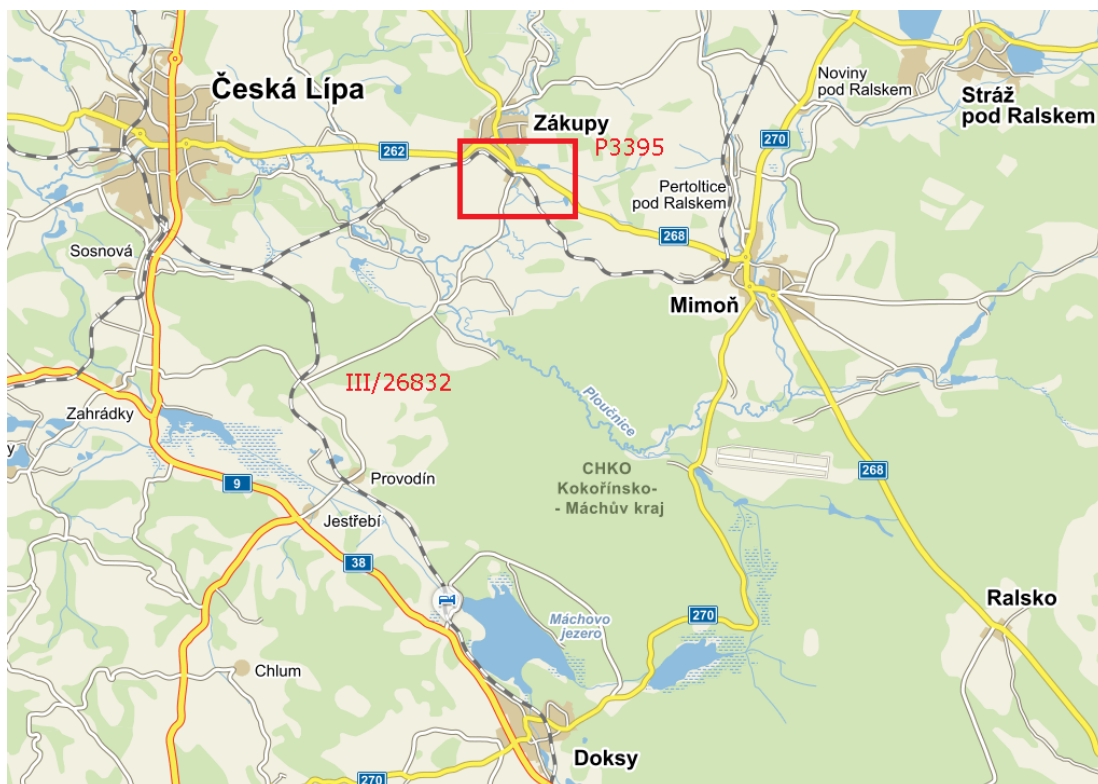 Česká Lípa
Zákupy
P3395
262
Noviny
pod Ralskem
Stráž
pod Ralskem
270
Pertoltice
pod Ralskem
268
Sosnová
Mimoň
III/26832
Zahrádky
y
Ploučnice
9
Provodín
CHKO
Kokořínsko-
- Máchův kraj
268
Jestřebí
38
Ralsko
Máchovo
jezero
270
Chlum
Doksy
270